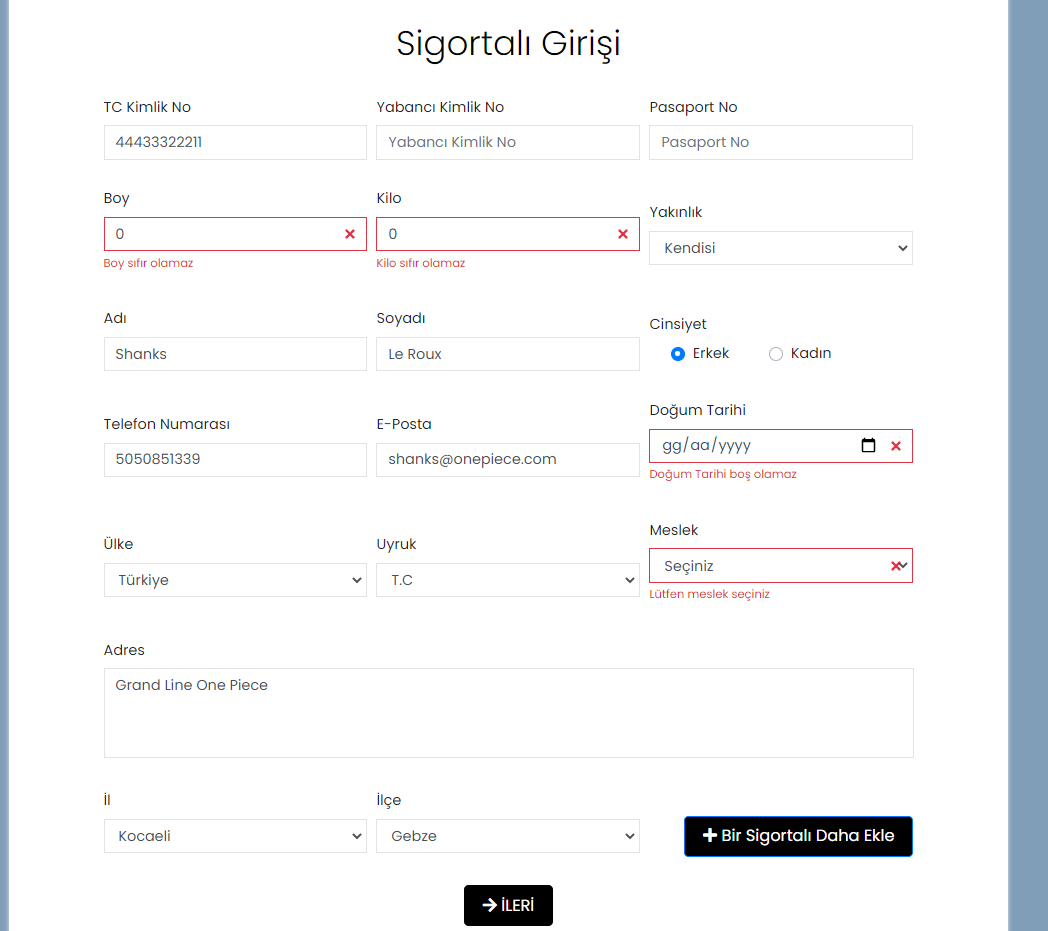 Sigortalı Girişi
TC Kimlik No
Yabancı Kimlik No
Pasaport No
44433322211
Yabancı Kimlik No
Pasaport No
Boy
Kilo
Yakınlık
0
0
Kendisi
Boy sıfır olamaz
Kilo sıfır olamaz
Adı
Soyadı
Cinsiyet
Shanks
Le Roux
Erkek
Kadın
Telefon Numarası
E-Posta
Doğum Tarihi
5050851339
shanks@onepiece.com
gg/aa/yyyy
Doğum Tarihi boş olamaz
Ülke
Uyruk
Meslek
Türkiye
T.C
Seçiniz
Lütfen meslek seçiniz
Adres
Grand Line One Piece
İl
İlçe
Kocaeli
Gebze
Bir Sigortalı Daha Ekle
İLERİ